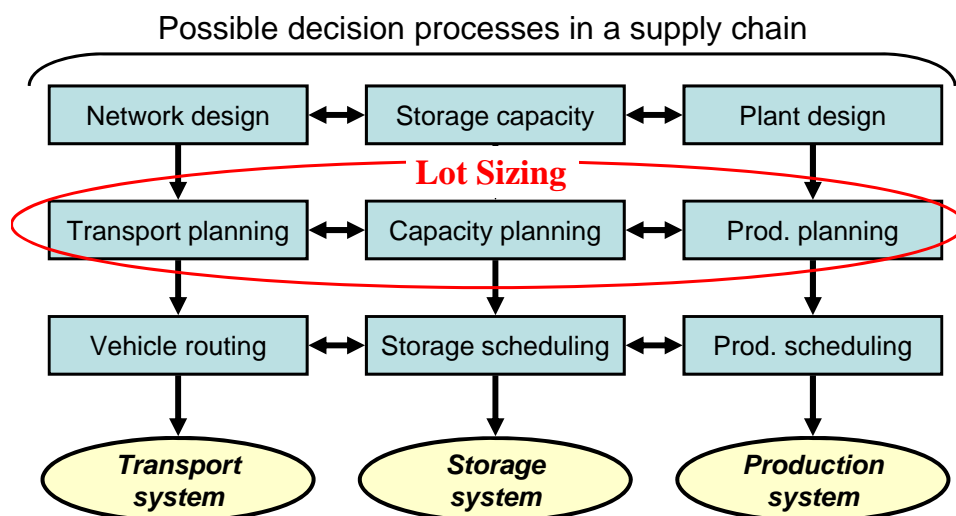 Possible decision processes in a supply chain
Network design
Storage capacity
Plant design
Lot Sizing
Transport planning
Capacity planning
Prod. planning
Vehicle routing
Storage scheduling
Prod. scheduling
Transport
system
Storage
system
Production
system